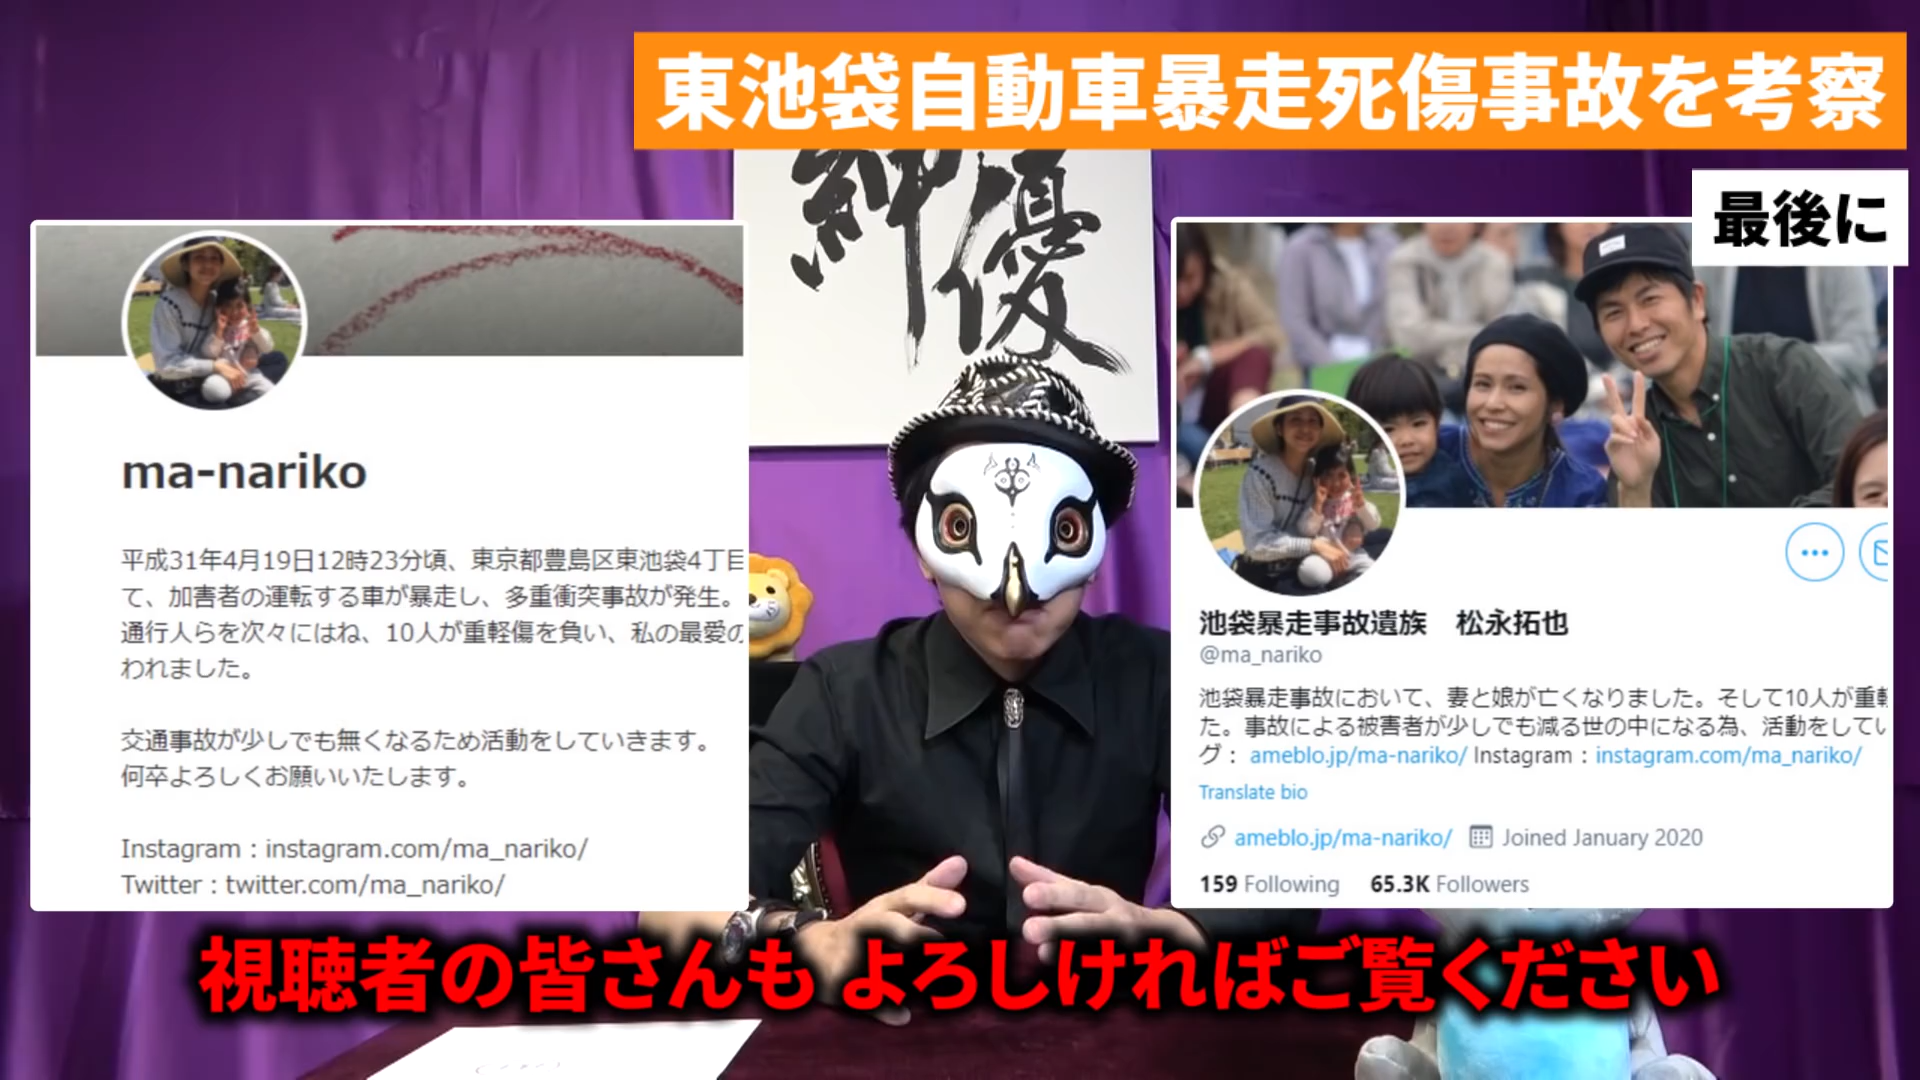 東池袋自動車暴走死傷事故を考察
最後に
紳優
ma-nariko
平成31年4月19日12時23分頃、東京都豊島区東池袋4丁目
て、加害者の運転する車が暴走し、多重衝突事故が発生。
通行人らを次々にはね、10人が重軽傷を負い、私の最愛の
われました。
交通事故が少しでも無くなるため活動をしていきます。
何卒よろしくお願いいたします。
Instagram : instagram.com/ma_nariko/
Twitter : twitter.com/ma_nariko/
池袋暴走事故遺族 松永拓也
@ma_nariko
池袋暴走事故において、妻と娘が亡くなりました。そして10人が重軽
た。事故による被害者が少しでも減る世の中になる為、活動をしてい
グ： ameblo.jp/ma-nariko/ Instagram：instagram.com/ma_nariko/
Translate bio
ameblo.jp/ma-nariko/ Joined January 2020
159 Following 65.3K Followers
視聴者の皆さんも よろしければご覧ください